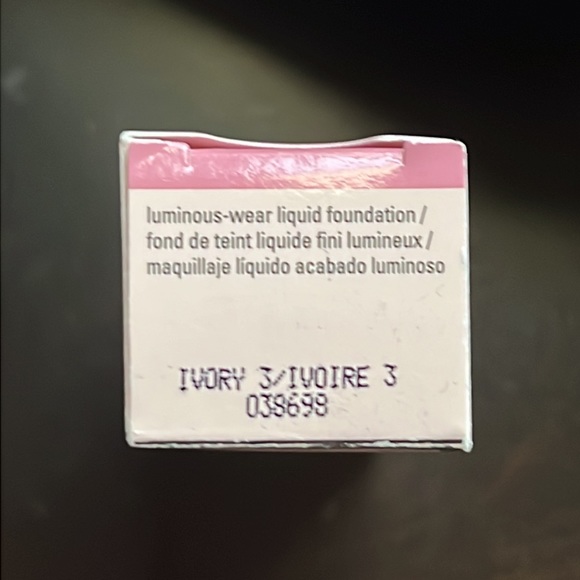 luminous-wear liquid foundation /
fond de teint liquide fini lumineux /
maquillaje líquido acabado luminoso
IVORY 3/IVOIRE 3
038698